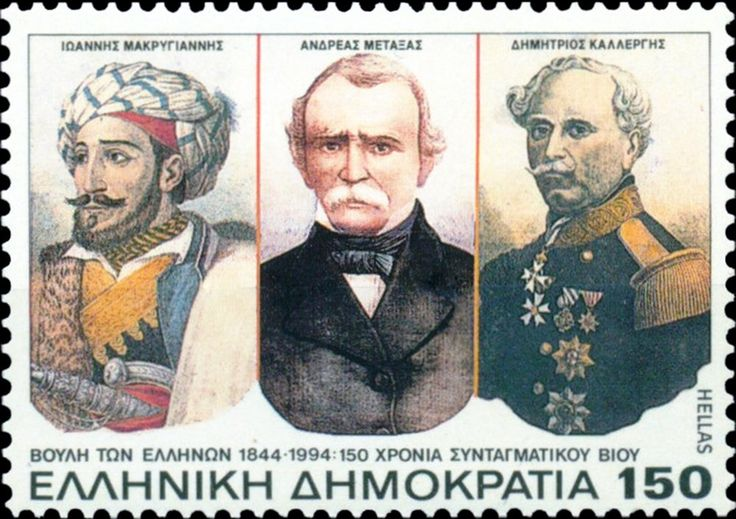 ΙΩΑΝΝΗΣ ΜΑΚΡΥΓΙΑΝΝΗΣ
ΑΝΔΡΕΑΣ ΜΕΤΑΞΑΣ
ΔΗΜΗΤΡΙΟΣ ΚΑΛΛΕΡΓΗΣ
HELLAS
ΒΟΥΛΗ ΤΩΝ ΕΛΛΗΝΩΝ 1844-1994: 150 ΧΡΟΝΙΑ ΣΥΝΤΑΓΜΑΤΙΚΟΥ ΒΙΟΥ
ΕΛΛΗΝΙΚΗ ΔΗΜΟΚΡΑΤΙΑ 150